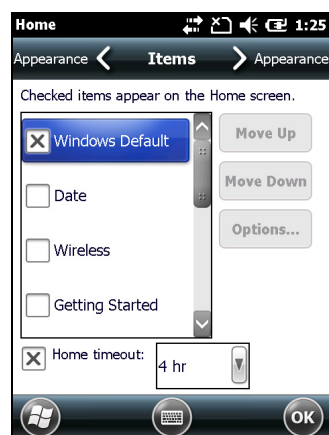 Home 1:25
Appearance Items Appearance
Checked items appear on the Home screen.
Windows Default
Date
Wireless
Getting Started
Move Up
Move Down
Options...
Home timeout: 4 hr
OK